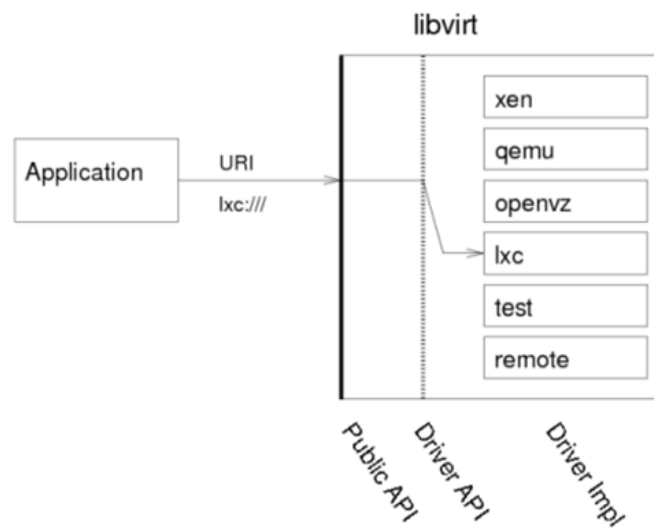 libvirt
Application
URI
lxc:///
xen
qemu
openvz
lxc
test
remote
Public API
Driver API
Driver Impl